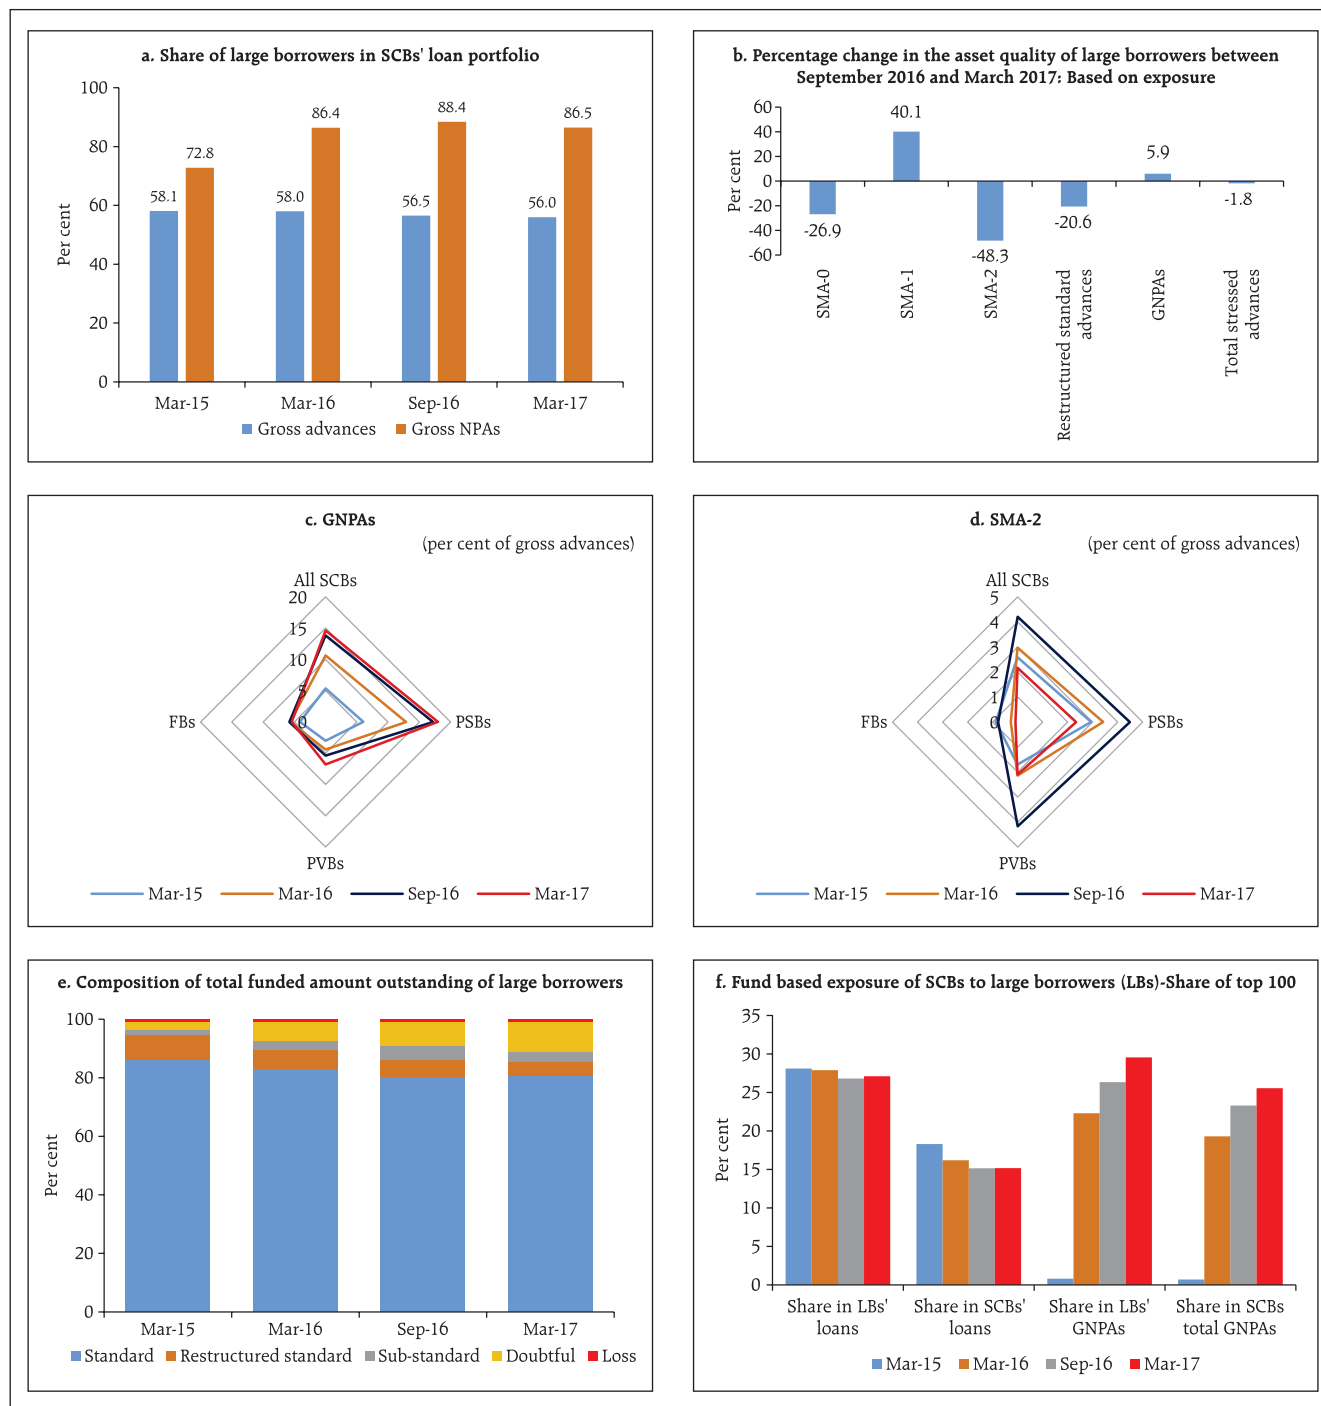 a. Share of large borrowers in SCBs' loan portfolio
100
80
60
40
20
0
Per cent
58.1
72.8
58.0
86.4
56.5
88.4
56.0
86.5
Mar-15 Mar-16 Sep-16 Mar-17
Gross advances Gross NPAs
b. Percentage change in the asset quality of large borrowers between
September 2016 and March 2017: Based on exposure
60
40
20
0
-20
-40
-60
Per cent
-26.9
40.1
-48.3
-20.6
5.9
-1.8
SMA-0
SMA-1
SMA-2
Restructured standard
advances
GNPAs
Total stressed
advances
c. GNPAs
(per cent of gross advances)
All SCBs
20
15
10
5
0
FBs
PSBs
PVBs
Mar-15 Mar-16 Sep-16 Mar-17
d. SMA-2
(per cent of gross advances)
All SCBs
5
4
3
2
1
0
FBs
PSBs
PVBs
Mar-15 Mar-16 Sep-16 Mar-17
e. Composition of total funded amount outstanding of large borrowers
100
80
60
40
20
0
Per cent
Mar-15 Mar-16 Sep-16 Mar-17
Standard Restructured standard Sub-standard Doubtful Loss
f. Fund based exposure of SCBs to large borrowers (LBs)-Share of top 100
35
30
25
20
15
10
5
0
Per cent
Share in LBs'
loans
Share in SCBs'
loans
Share in LBs'
GNPAs
Share in SCBs
total GNPAs
Mar-15 Mar-16 Sep-16 Mar-17